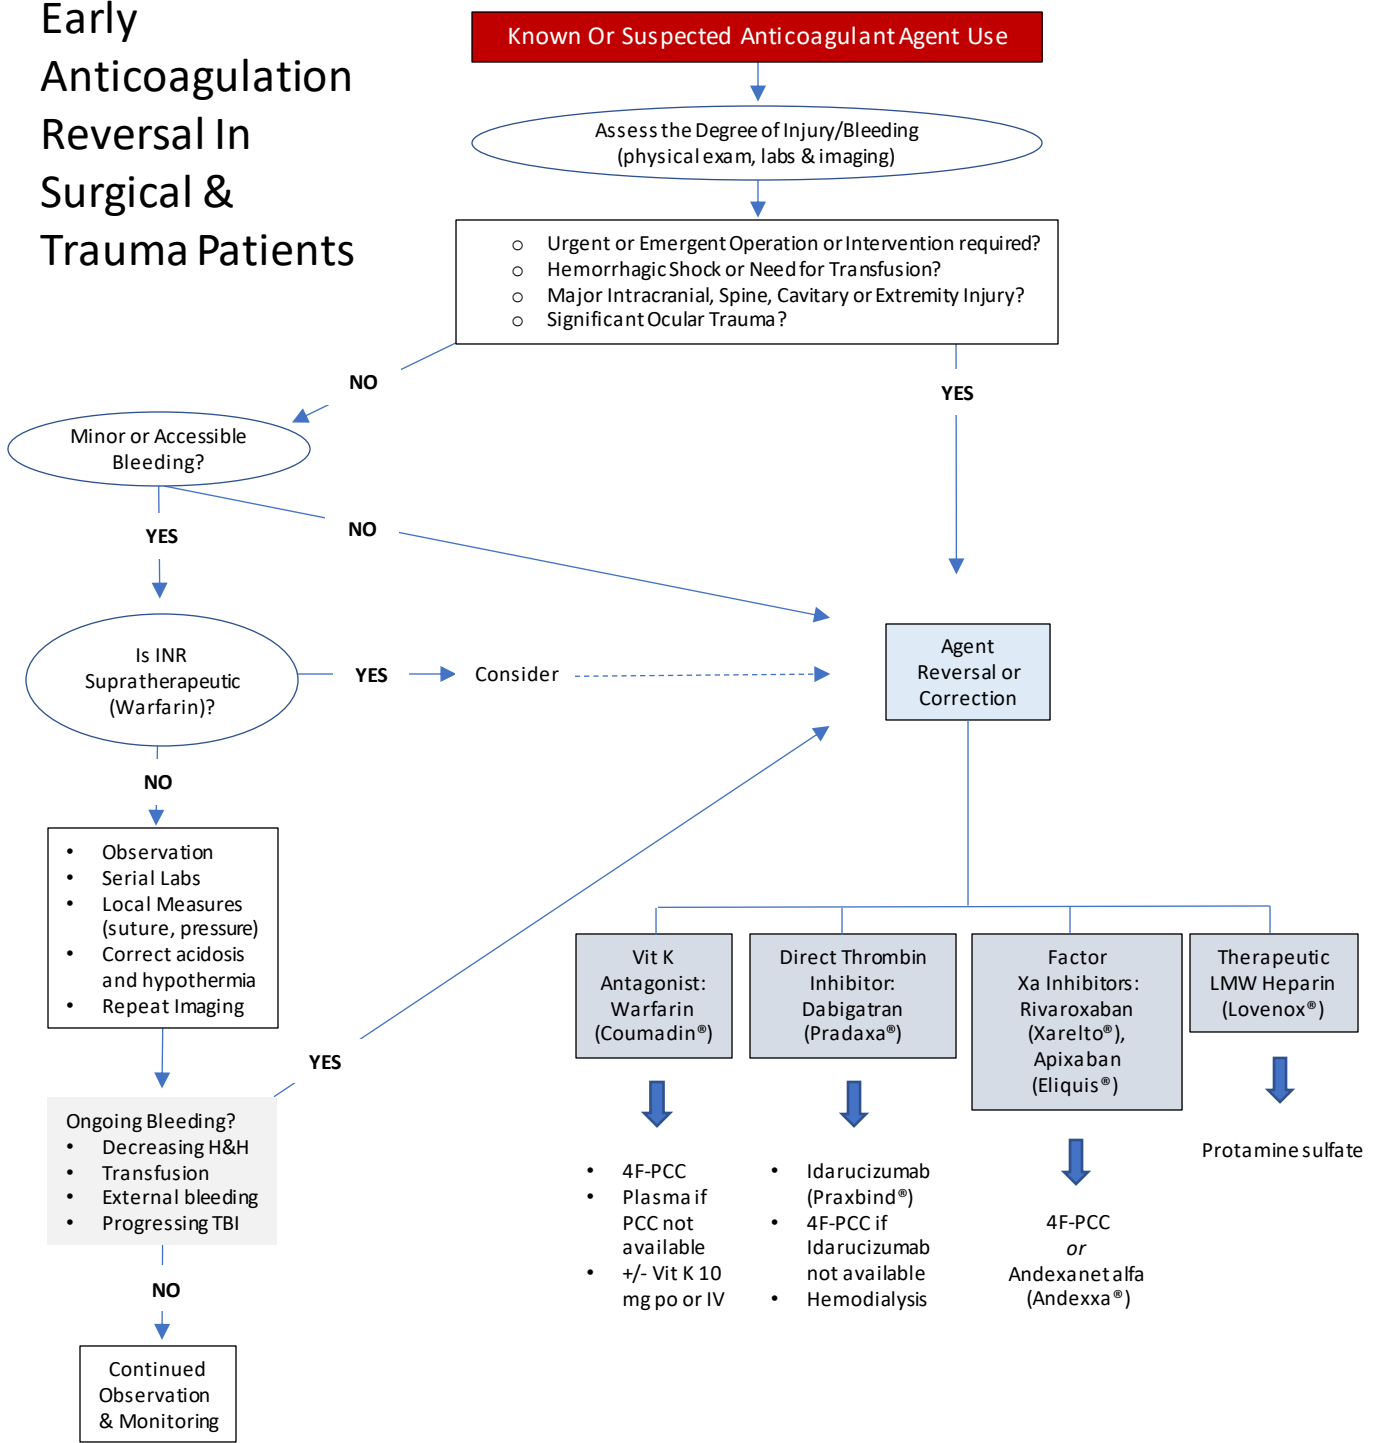 Early
Anticoagulation
Reversal In
Surgical &
Trauma Patients
Known Or Suspected Anticoagulant Agent Use
Assess the Degree of Injury/Bleeding
(physical exam, labs & imaging)
o Urgent or Emergent Operation or Intervention required?
o Hemorrhagic Shock or Need for Transfusion?
o Major Intracranial, Spine, Cavitary or Extremity Injury?
o Significant Ocular Trauma?
NO
YES
Minor or Accessible
Bleeding?
YES
NO
Is INR
Supratherapeutic
(Warfarin)?
YES
Consider
Agent
Reversal or
Correction
NO
• Observation
• Serial Labs
• Local Measures
(suture, pressure)
• Correct acidosis
and hypothermia
• Repeat Imaging
YES
Ongoing Bleeding?
• Decreasing H&H
• Transfusion
• External bleeding
• Progressing TBI
NO
Continued
Observation
& Monitoring
Vit K
Antagonist:
Warfarin
(Coumadin®)
• 4F-PCC
• Plasma if
PCC not
available
• +/- Vit K 10
mg po or IV
Direct Thrombin
Inhibitor:
Dabigatran
(Pradaxa®)
• Idarucizumab
(Praxbind®)
• 4F-PCC if
Idarucizumab
not available
• Hemodialysis
Factor
Xa Inhibitors:
Rivaroxaban
(Xarelto®),
Apixaban
(Eliquis®)
4F-PCC
or
Andexanet alfa
(Andexxa®)
Therapeutic
LMW Heparin
(Lovenox®)
Protamine sulfate